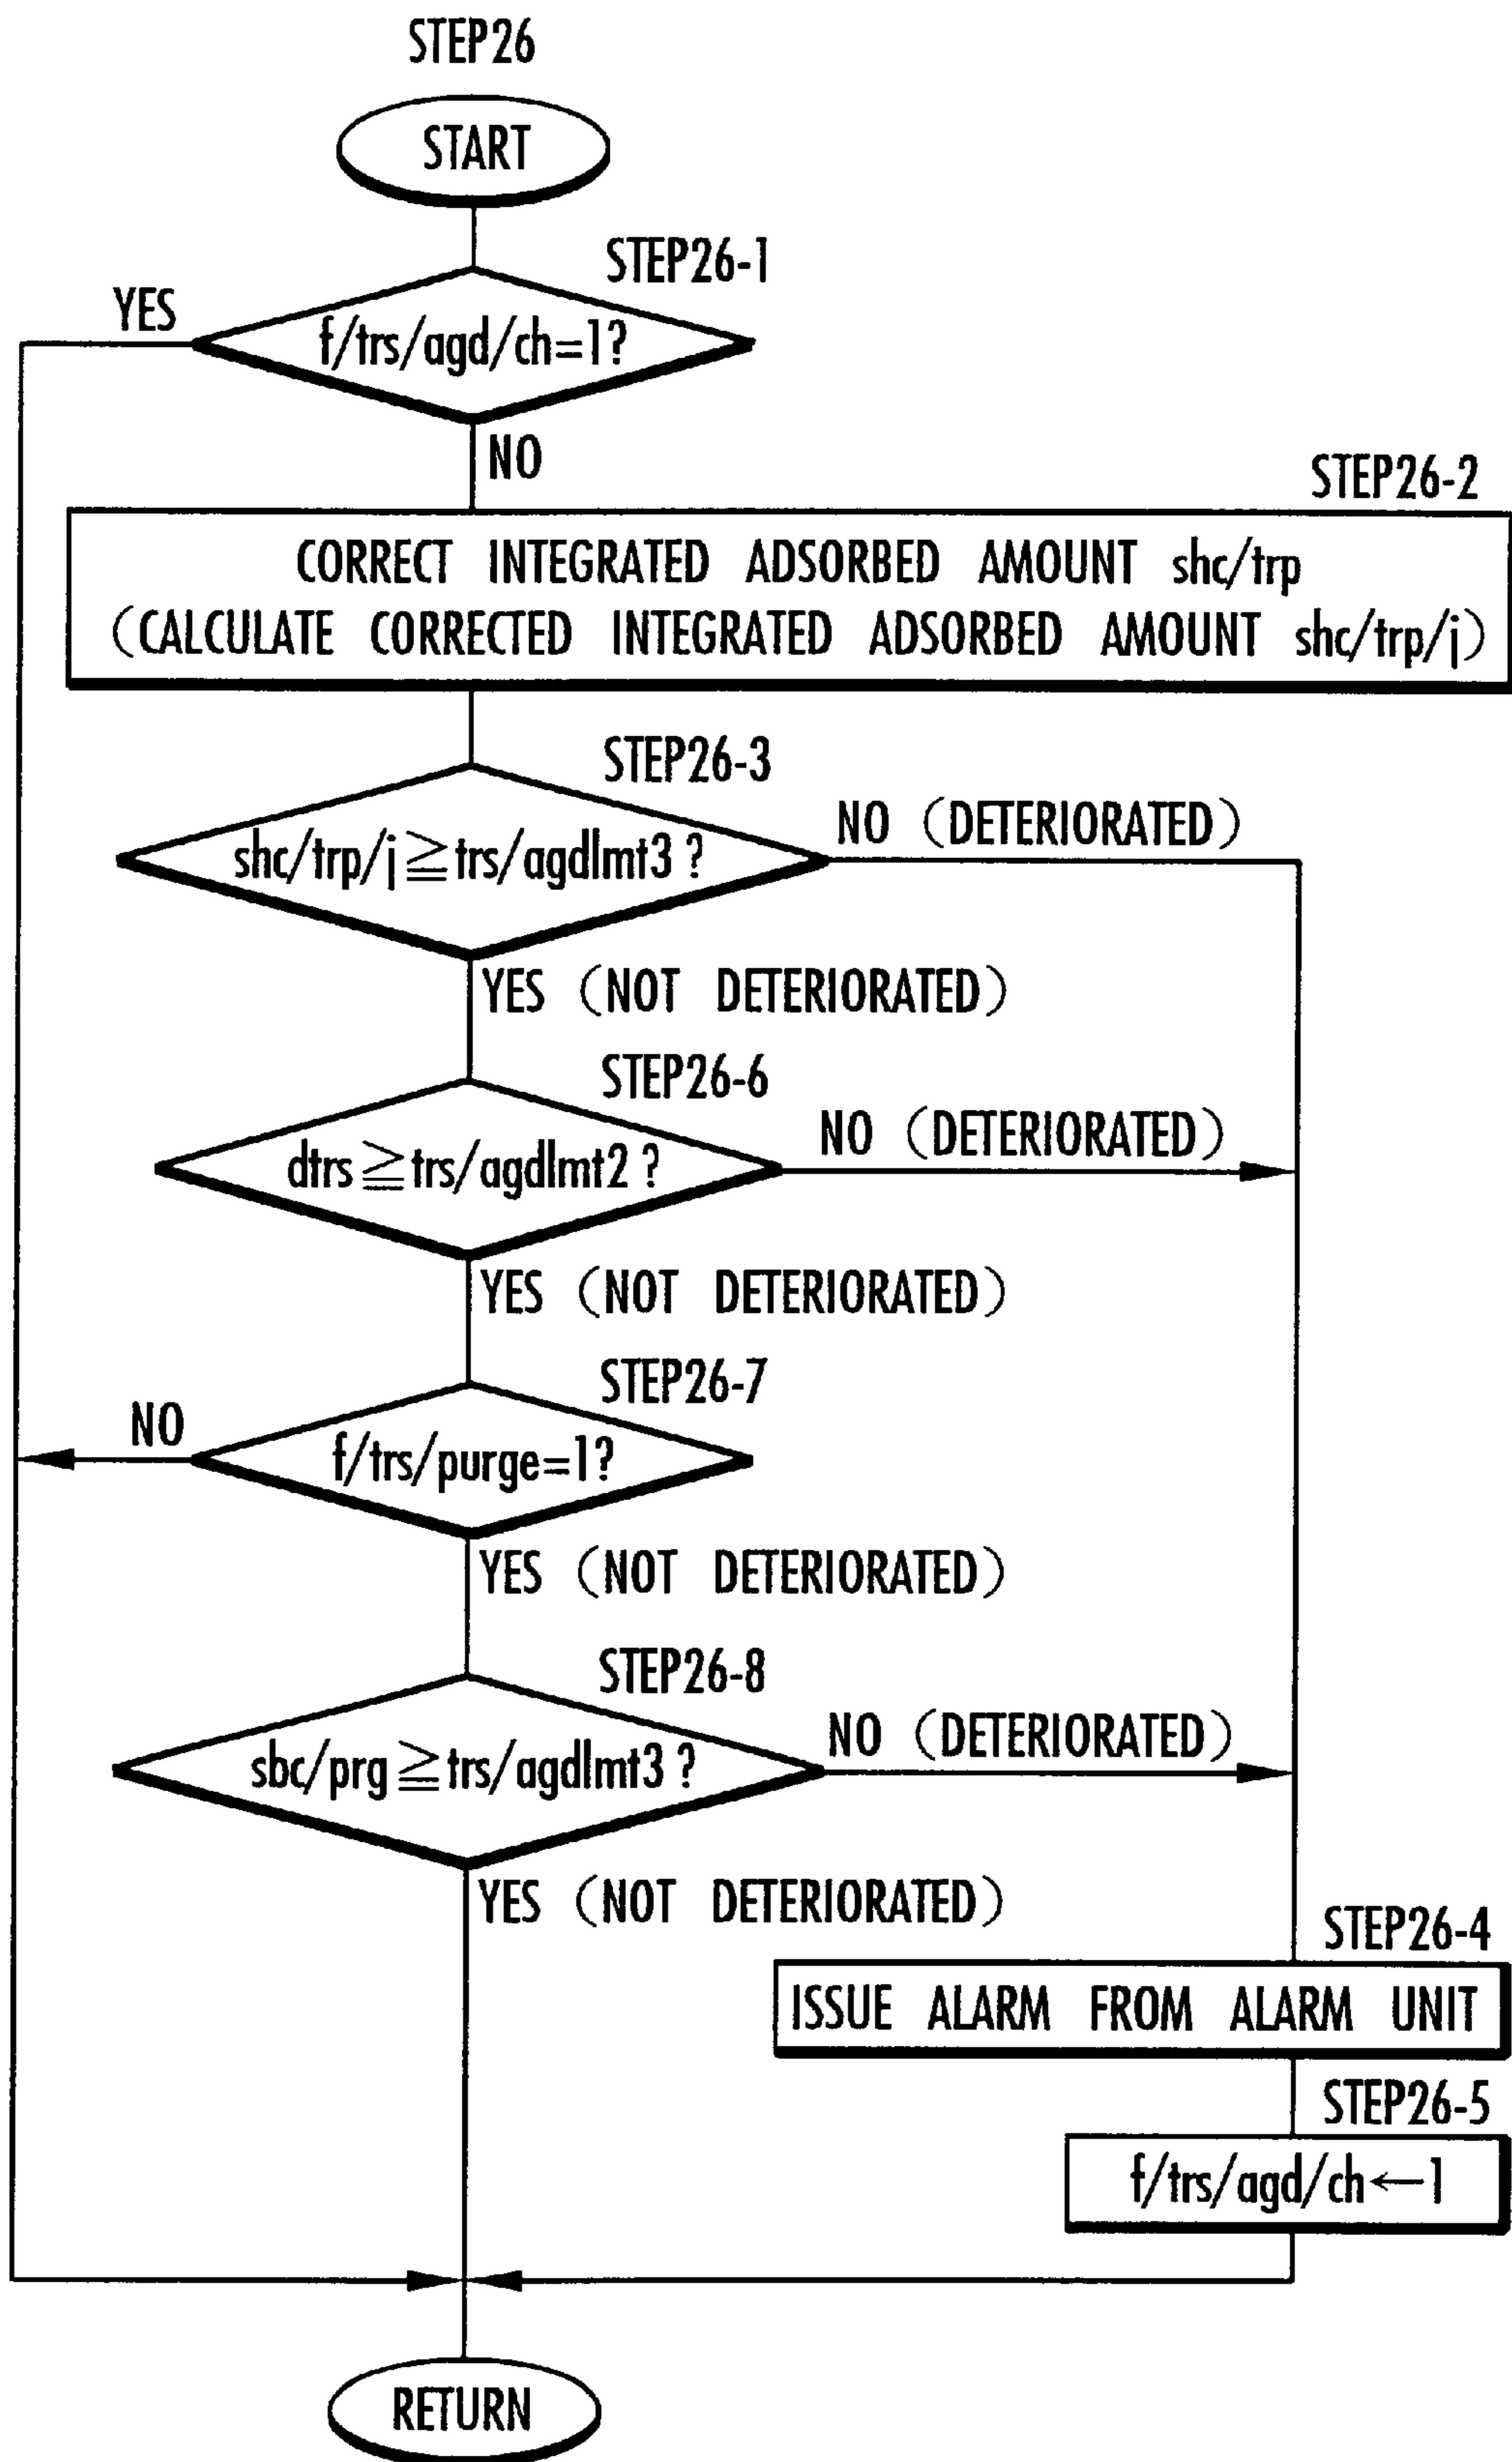 STEP26
START
STEP26-1
YES
f/trs/agd/ch=1?
NO
STEP26-2
CORRECT INTEGRATED ADSORBED AMOUNT shc/trp
(CALCULATE CORRECTED INTEGRATED ADSORBED AMOUNT shc/trp/j)
STEP26-3
shc/trp/j≧trs/agdlmt3 ?
NO (DETERIORATED)
YES (NOT DETERIORATED)
STEP26-6
dtrs≧trs/agdlmt2 ?
NO (DETERIORATED)
YES (NOT DETERIORATED)
STEP26-7
NO
f/trs/purge=1?
YES (NOT DETERIORATED)
STEP26-8
sbc/prg≧trs/agdlmt3 ?
NO (DETERIORATED)
YES (NOT DETERIORATED)
STEP26-4
ISSUE ALARM FROM ALARM UNIT
STEP26-5
f/trs/agd/ch←1
RETURN